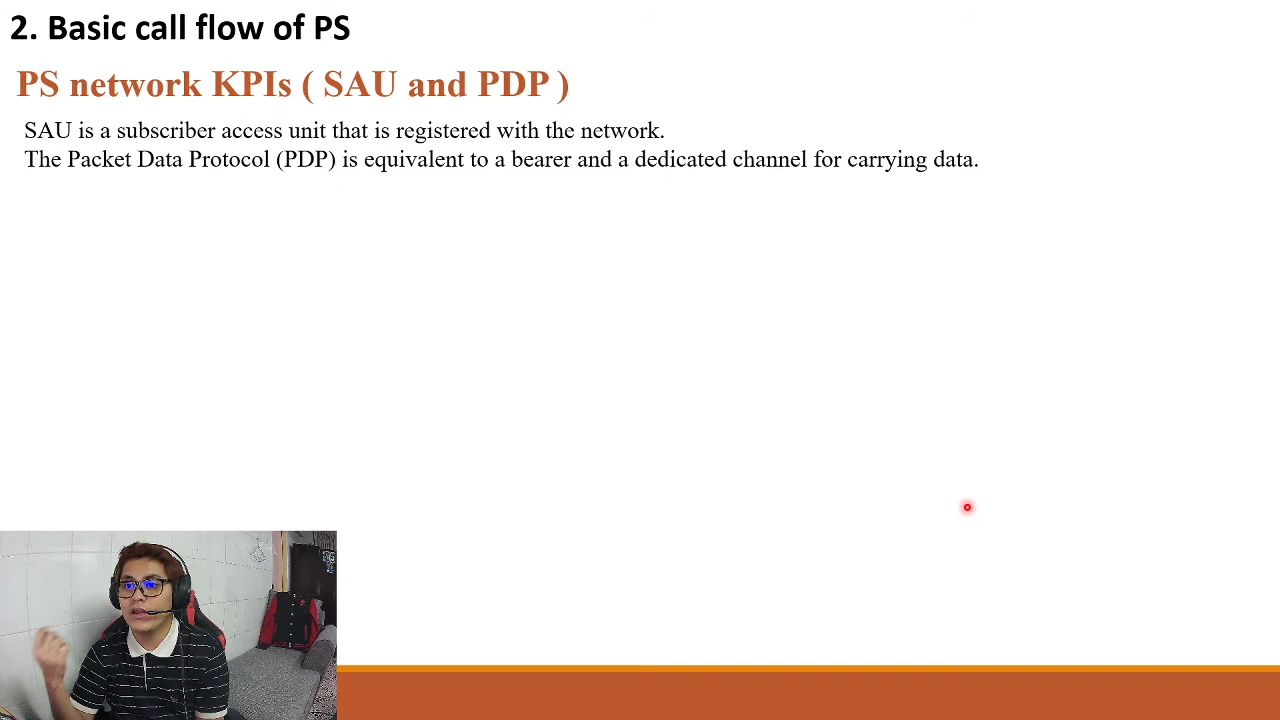 2. Basic call flow of PS
PS network KPIs ( SAU and PDP )
SAU is a subscriber access unit that is registered with the network.
The Packet Data Protocol (PDP) is equivalent to a bearer and a dedicated channel for carrying data.